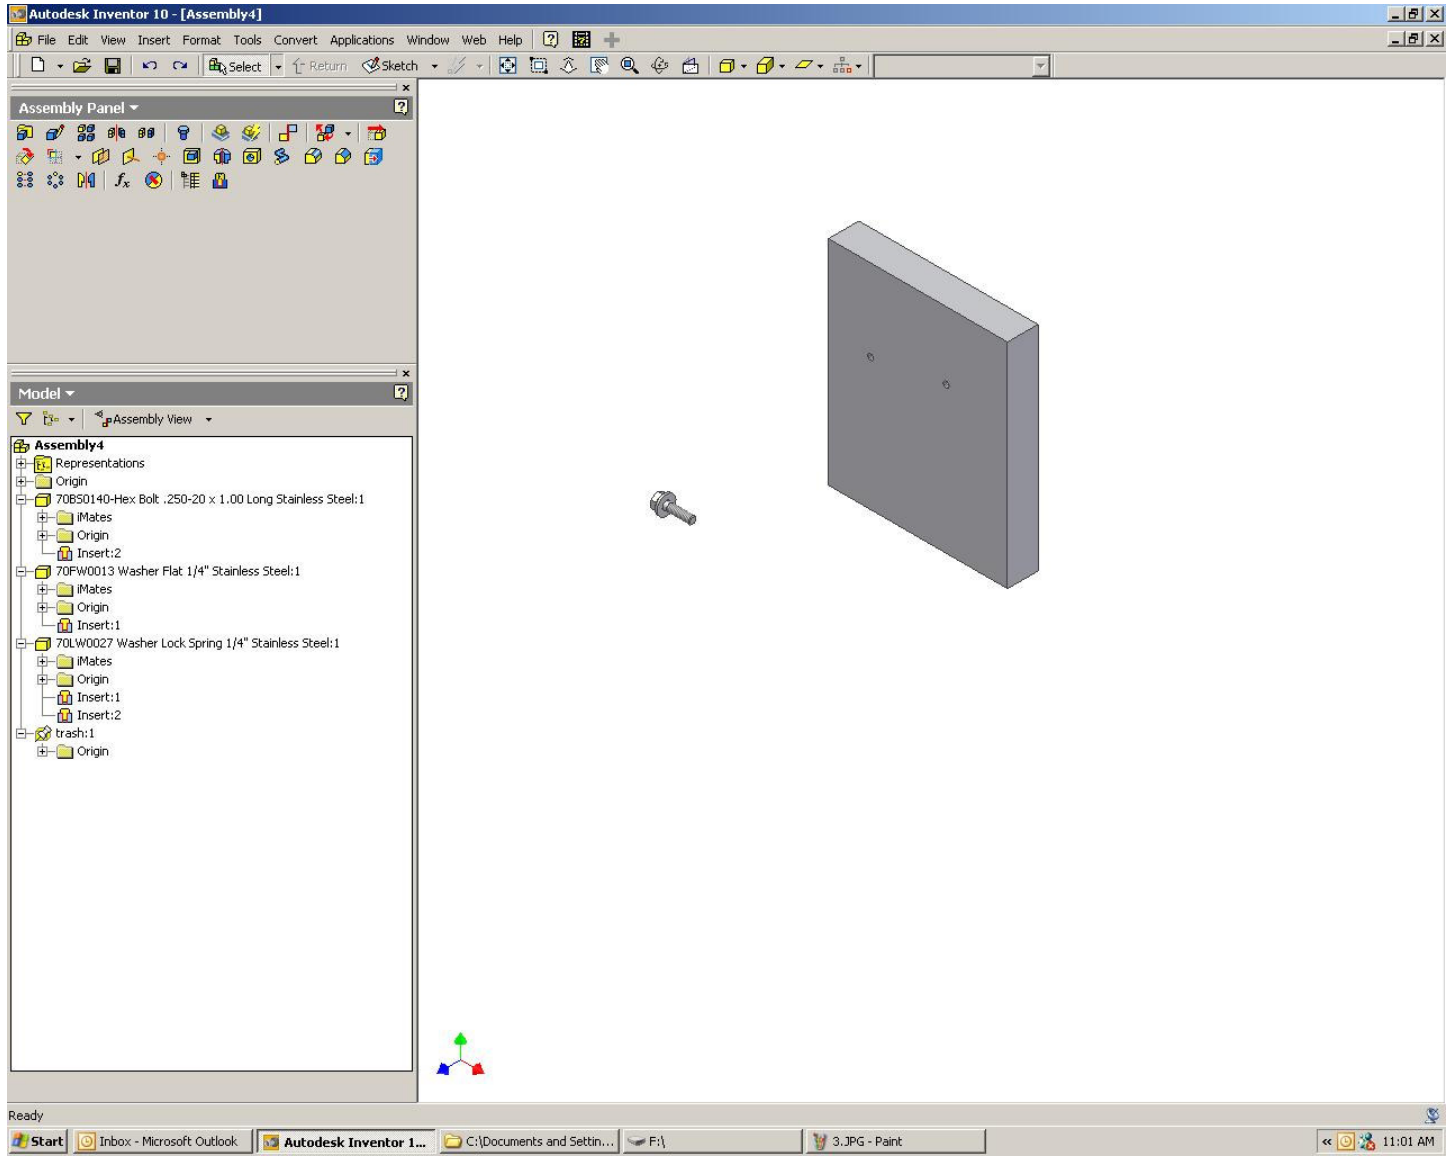 Autodesk Inventor 10 - [Assembly4]
File Edit View Insert Format Tools Convert Applications Window Web Help
Select Return Sketch
Assembly Panel
fx
Model
Assembly View
Assembly4
Representations
Origin
70BS0140-Hex Bolt .250-20 x 1.00 Long Stainless Steel:1
iMates
Origin
Insert:2
70FW0013 Washer Flat 1/4" Stainless Steel:1
iMates
Origin
Insert:1
70LW0027 Washer Lock Spring 1/4" Stainless Steel:1
iMates
Origin
Insert:1
Insert:2
trash:1
Origin
Ready
Start Inbox - Microsoft Outlook Autodesk Inventor 1... C:\Documents and Settin... F:\ 3.JPG - Paint « 11:01 AM